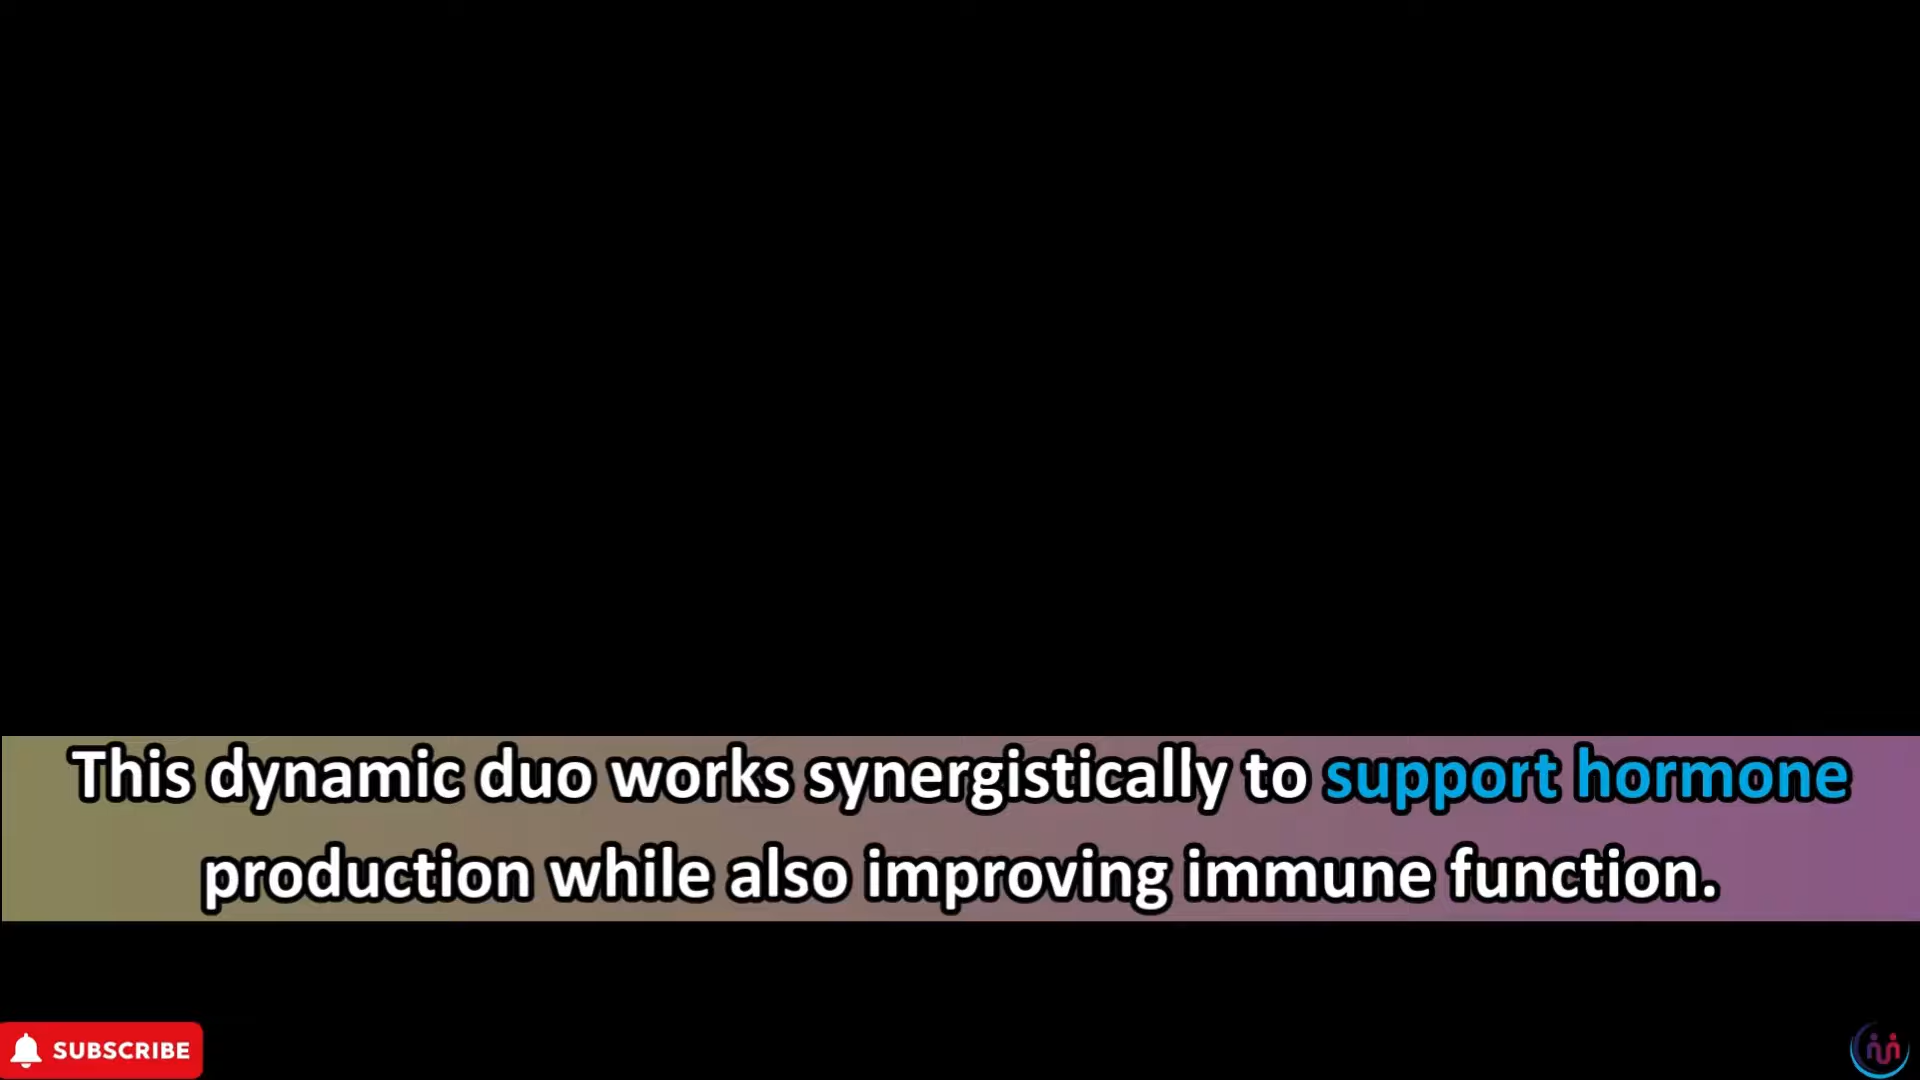 This dynamic duo works synergistically to support hormone
production while also improving immune function.
SUBSCRIBE